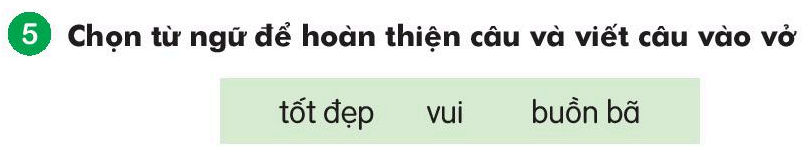 5 Chọn từ ngữ để hoàn thiện câu và viết câu vào vở
tốt đẹp vui buồn bã